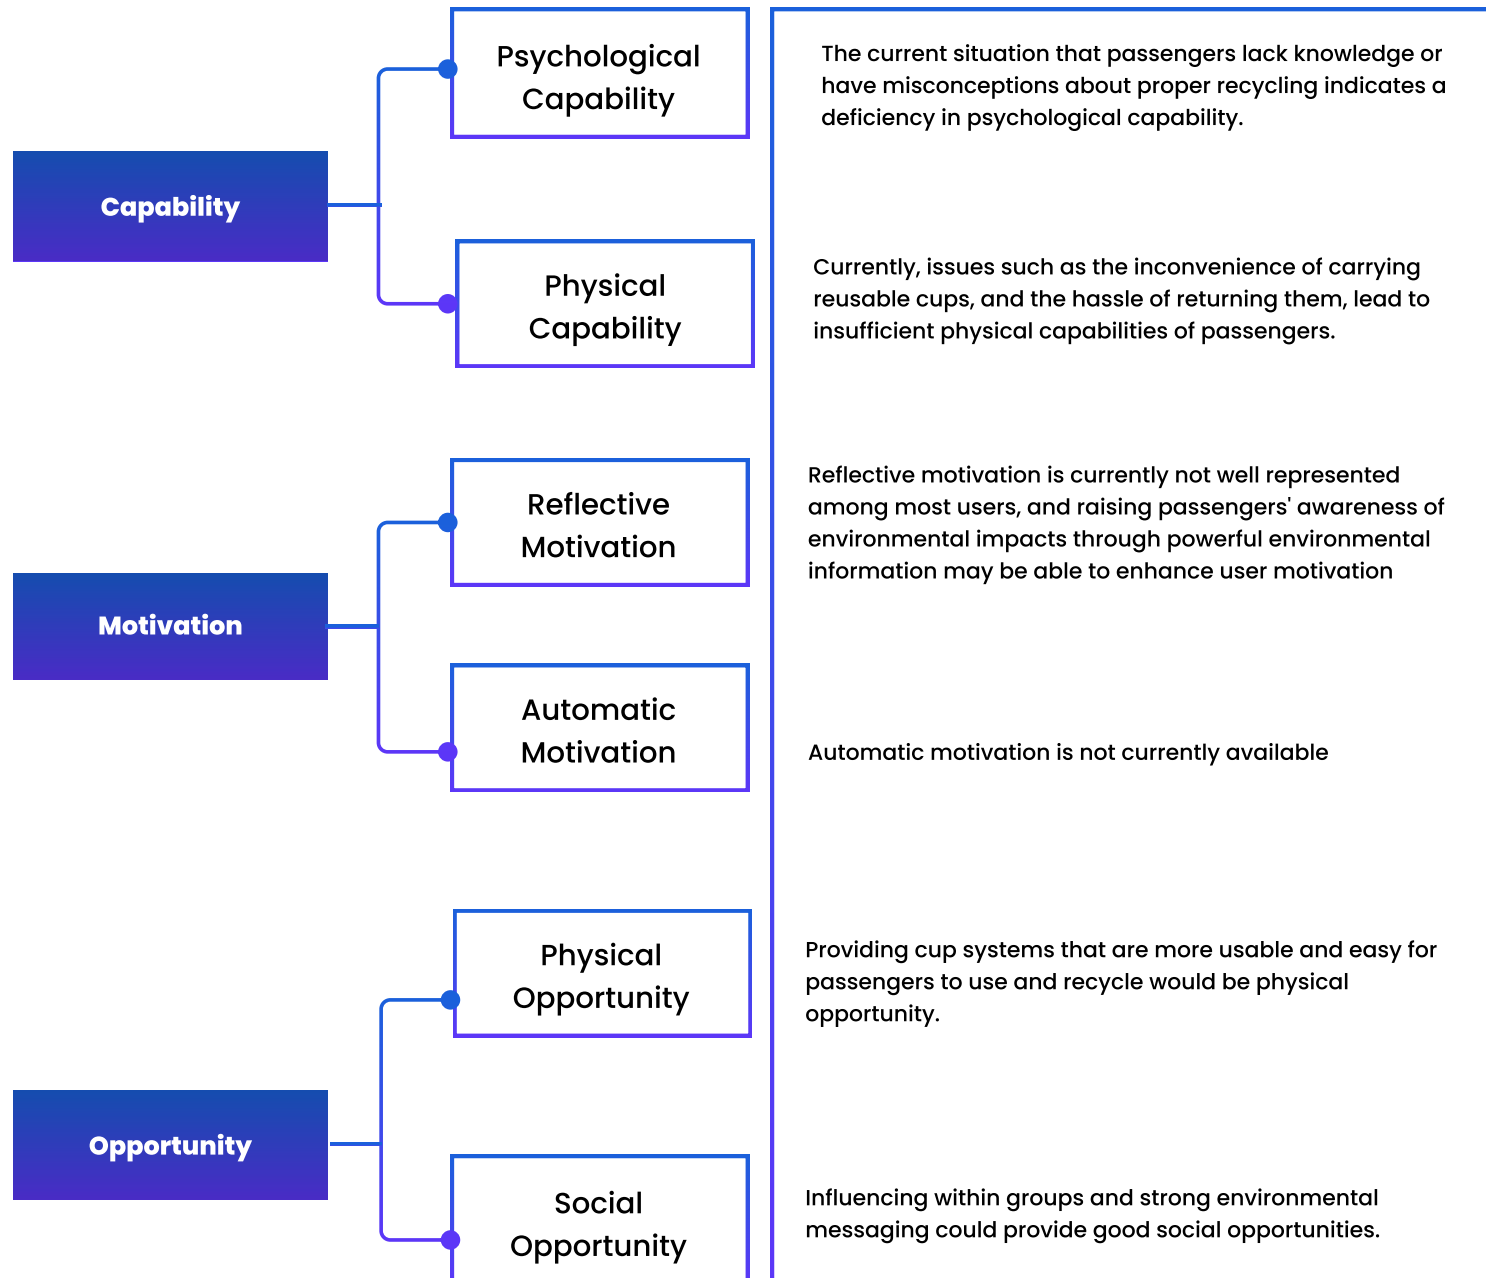 Capability
Psychological
Capability
The current situation that passengers lack knowledge or
have misconceptions about proper recycling indicates a
deficiency in psychological capability.
Physical
Capability
Currently, issues such as the inconvenience of carrying
reusable cups, and the hassle of returning them, lead to
insufficient physical capabilities of passengers.
Motivation
Reflective
Motivation
Reflective motivation is currently not well represented
among most users, and raising passengers' awareness of
environmental impacts through powerful environmental
information may be able to enhance user motivation
Automatic
Motivation
Automatic motivation is not currently available
Opportunity
Physical
Opportunity
Providing cup systems that are more usable and easy for
passengers to use and recycle would be physical
opportunity.
Social
Opportunity
Influencing within groups and strong environmental
messaging could provide good social opportunities.